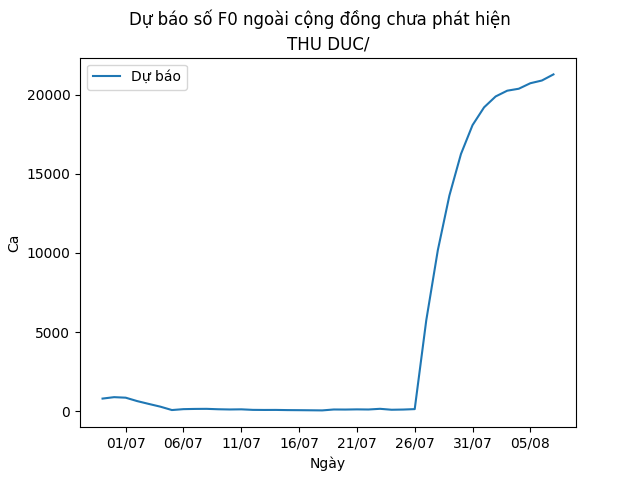 Dự báo số F0 ngoài cộng đồng chưa phát hiện
THU DUC/
Dự báo
20000
15000
10000
5000
0
Ca
01/07 06/07 11/07 16/07 21/07 26/07 31/07 05/08
Ngày